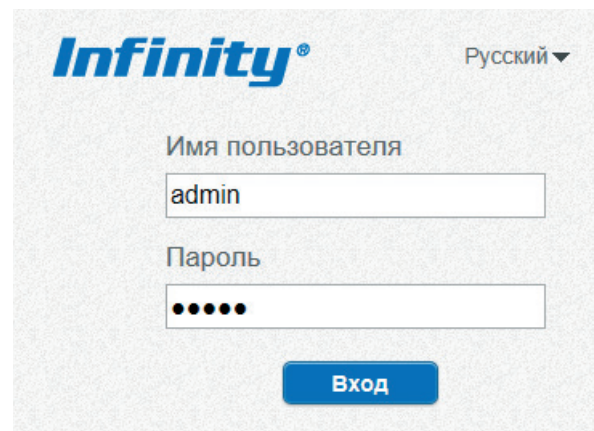 Infinity® Русский
Имя пользователя
admin
Пароль
•••••
Вход